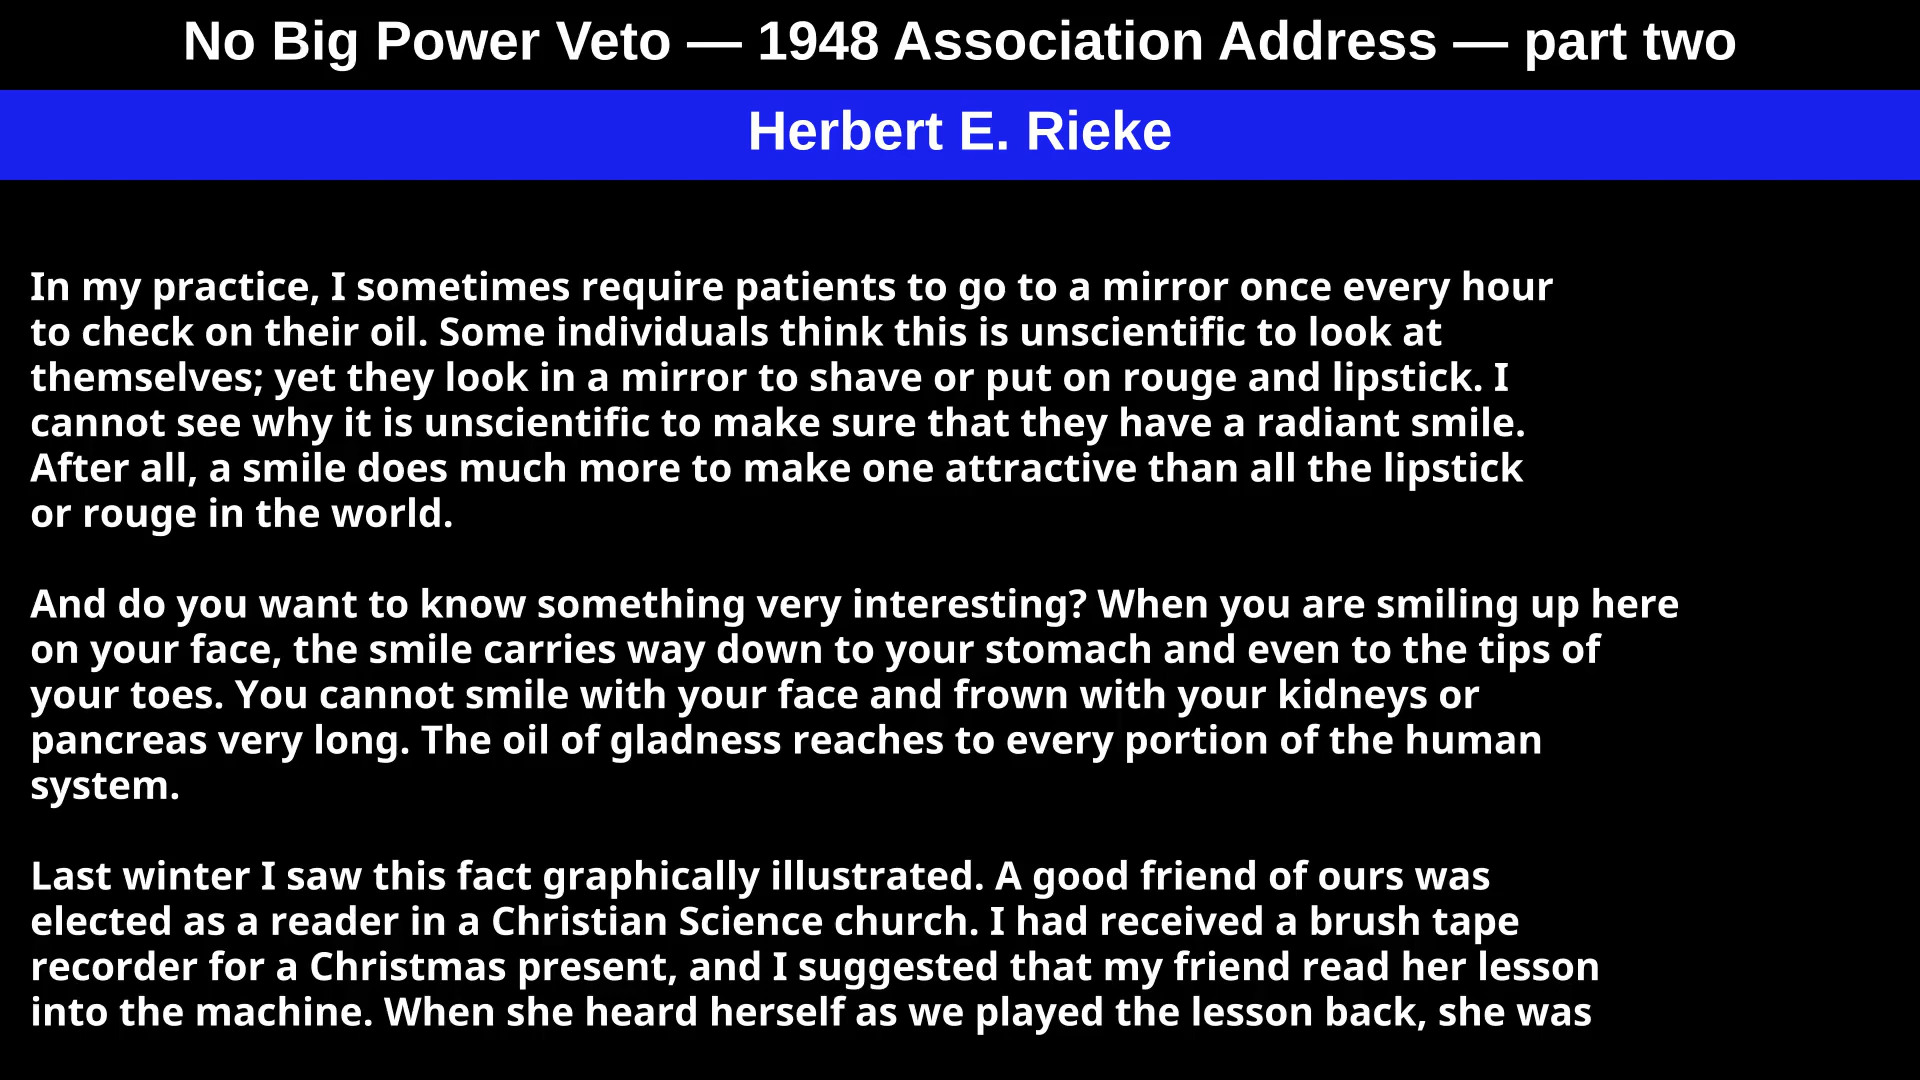 No Big Power Veto — 1948 Association Address — part two
Herbert E. Rieke
In my practice, I sometimes require patients to go to a mirror once every hour
to check on their oil. Some individuals think this is unscientific to look at
themselves; yet they look in a mirror to shave or put on rouge and lipstick. I
cannot see why it is unscientific to make sure that they have a radiant smile.
After all, a smile does much more to make one attractive than all the lipstick
or rouge in the world.
And do you want to know something very interesting? When you are smiling up here
on your face, the smile carries way down to your stomach and even to the tips of
your toes. You cannot smile with your face and frown with your kidneys or
pancreas very long. The oil of gladness reaches to every portion of the human
system.
Last winter I saw this fact graphically illustrated. A good friend of ours was
elected as a reader in a Christian Science church. I had received a brush tape
recorder for a Christmas present, and I suggested that my friend read her lesson
into the machine. When she heard herself as we played the lesson back, she was